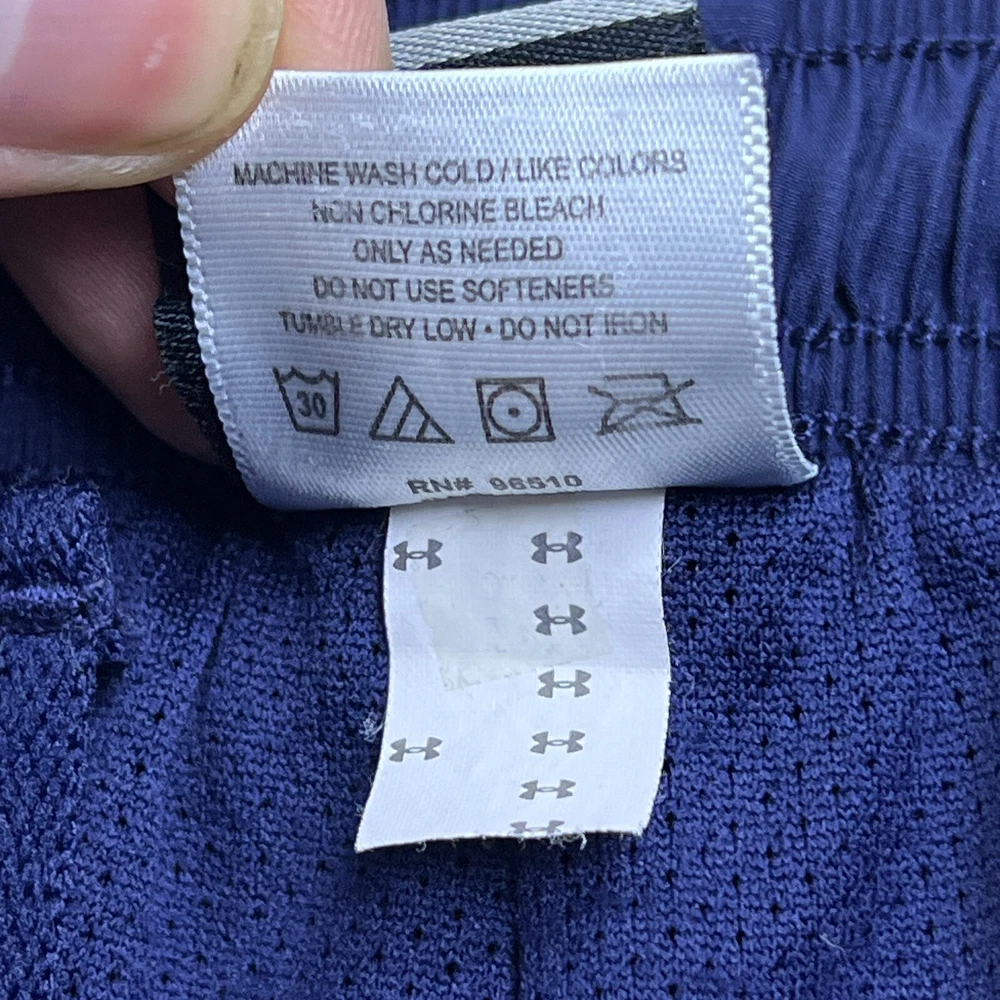 MACHINE WASH COLD / LIKE COLORS
NON CHLORINE BLEACH
ONLY AS NEEDED
DO NOT USE SOFTENERS
TUMBLE DRY LOW • DO NOT IRON
30
RN# 96510